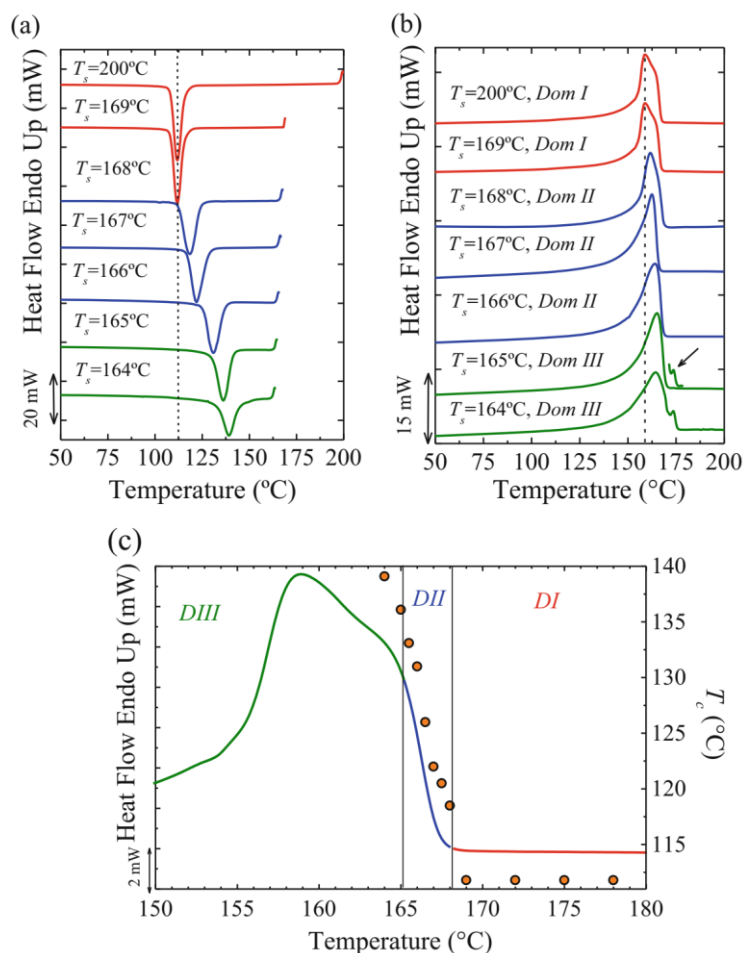 (a)
Heat Flow Endo Up (mW)
20 mW
T_s=200ºC
T_s=169ºC
T_s=168ºC
T_s=167ºC
T_s=166ºC
T_s=165ºC
T_s=164ºC
50 75 100 125 150 175 200
Temperature (ºC)
(b)
Heat Flow Endo Up (mW)
15 mW
T_s=200ºC, Dom I
T_s=169ºC, Dom I
T_s=168ºC, Dom II
T_s=167ºC, Dom II
T_s=166ºC, Dom II
T_s=165ºC, Dom III
T_s=164ºC, Dom III
50 75 100 125 150 175 200
Temperature (°C)
(c)
Heat Flow Endo Up (mW)
2 mW
DIII
DII
DI
140
135
130
125
120
115
T_c (°C)
150 155 160 165 170 175 180
Temperature (°C)